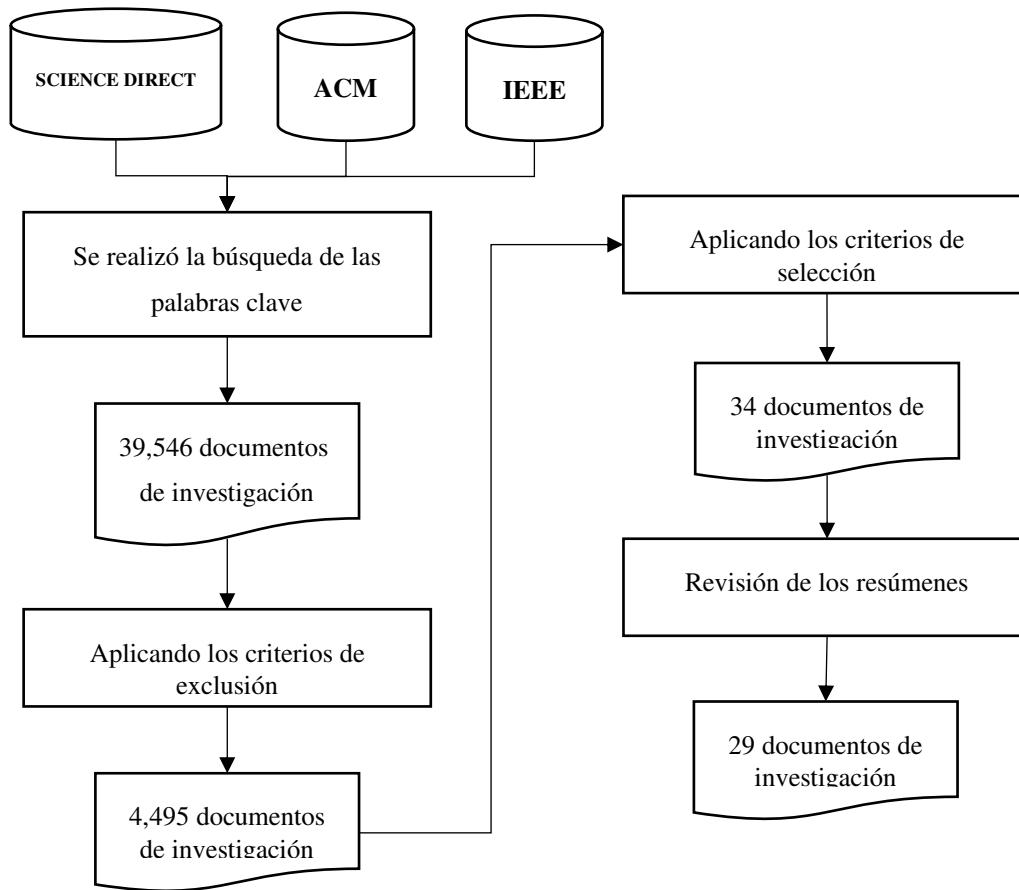 SCIENCE DIRECT
ACM
IEEE
Se realizó la búsqueda de las
palabras clave
39,546 documentos
de investigación
Aplicando los criterios de
exclusión
4,495 documentos
de investigación
Aplicando los criterios de
selección
34 documentos de
investigación
Revisión de los resúmenes
29 documentos de
investigación